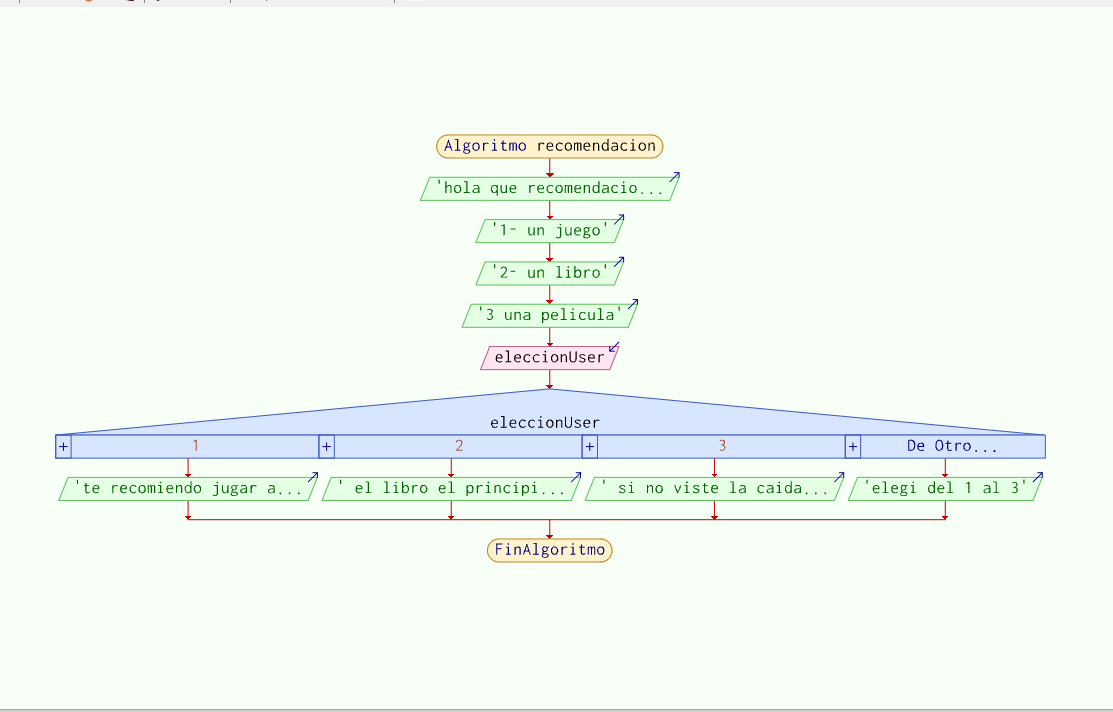 Algoritmo recomendacion
'hola que recomendacio...
'1- un juego'
'2- un libro'
'3 una pelicula'
eleccionUser
eleccionUser
+ 1 + 2 + 3 + De Otro...
'te recomiendo jugar a... ' el libro el principi... ' si no viste la caida... 'elegi del 1 al 3'
FinAlgoritmo